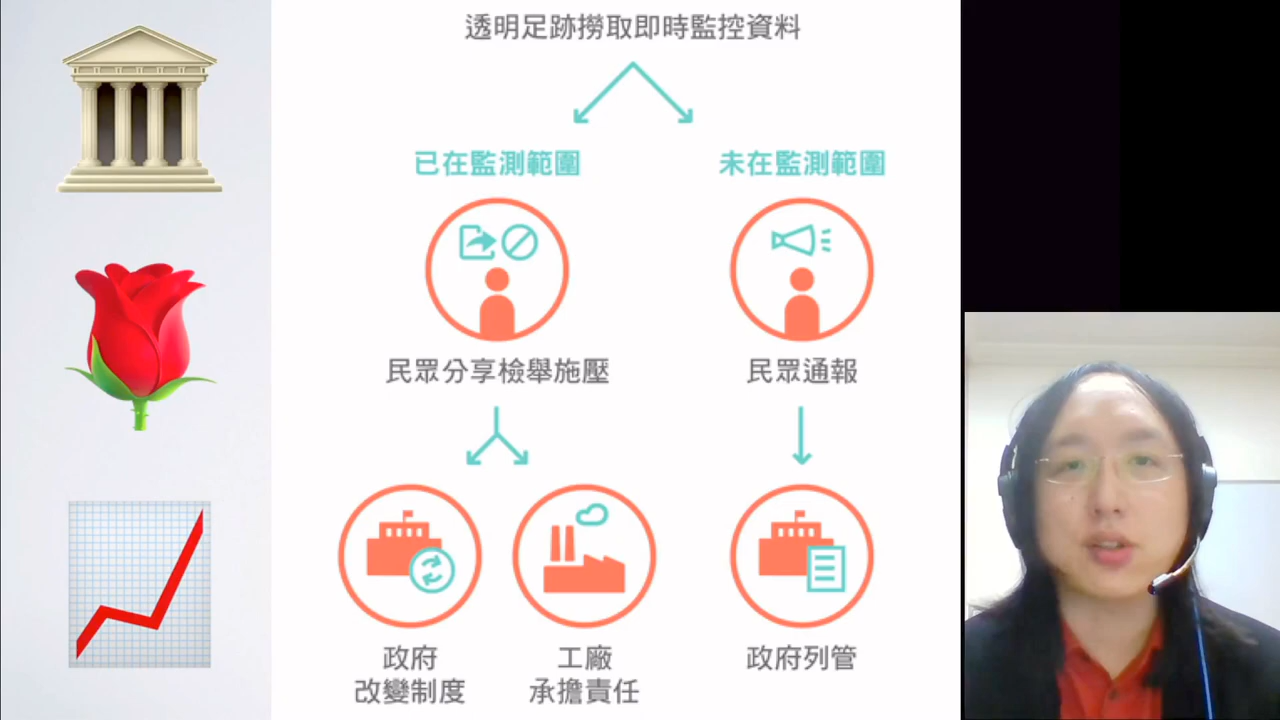 透明足跡撈取即時監控資料
已在監測範圍
未在監測範圍
民眾分享檢舉施壓
民眾通報
政府
改變制度
工廠
承擔責任
政府列管